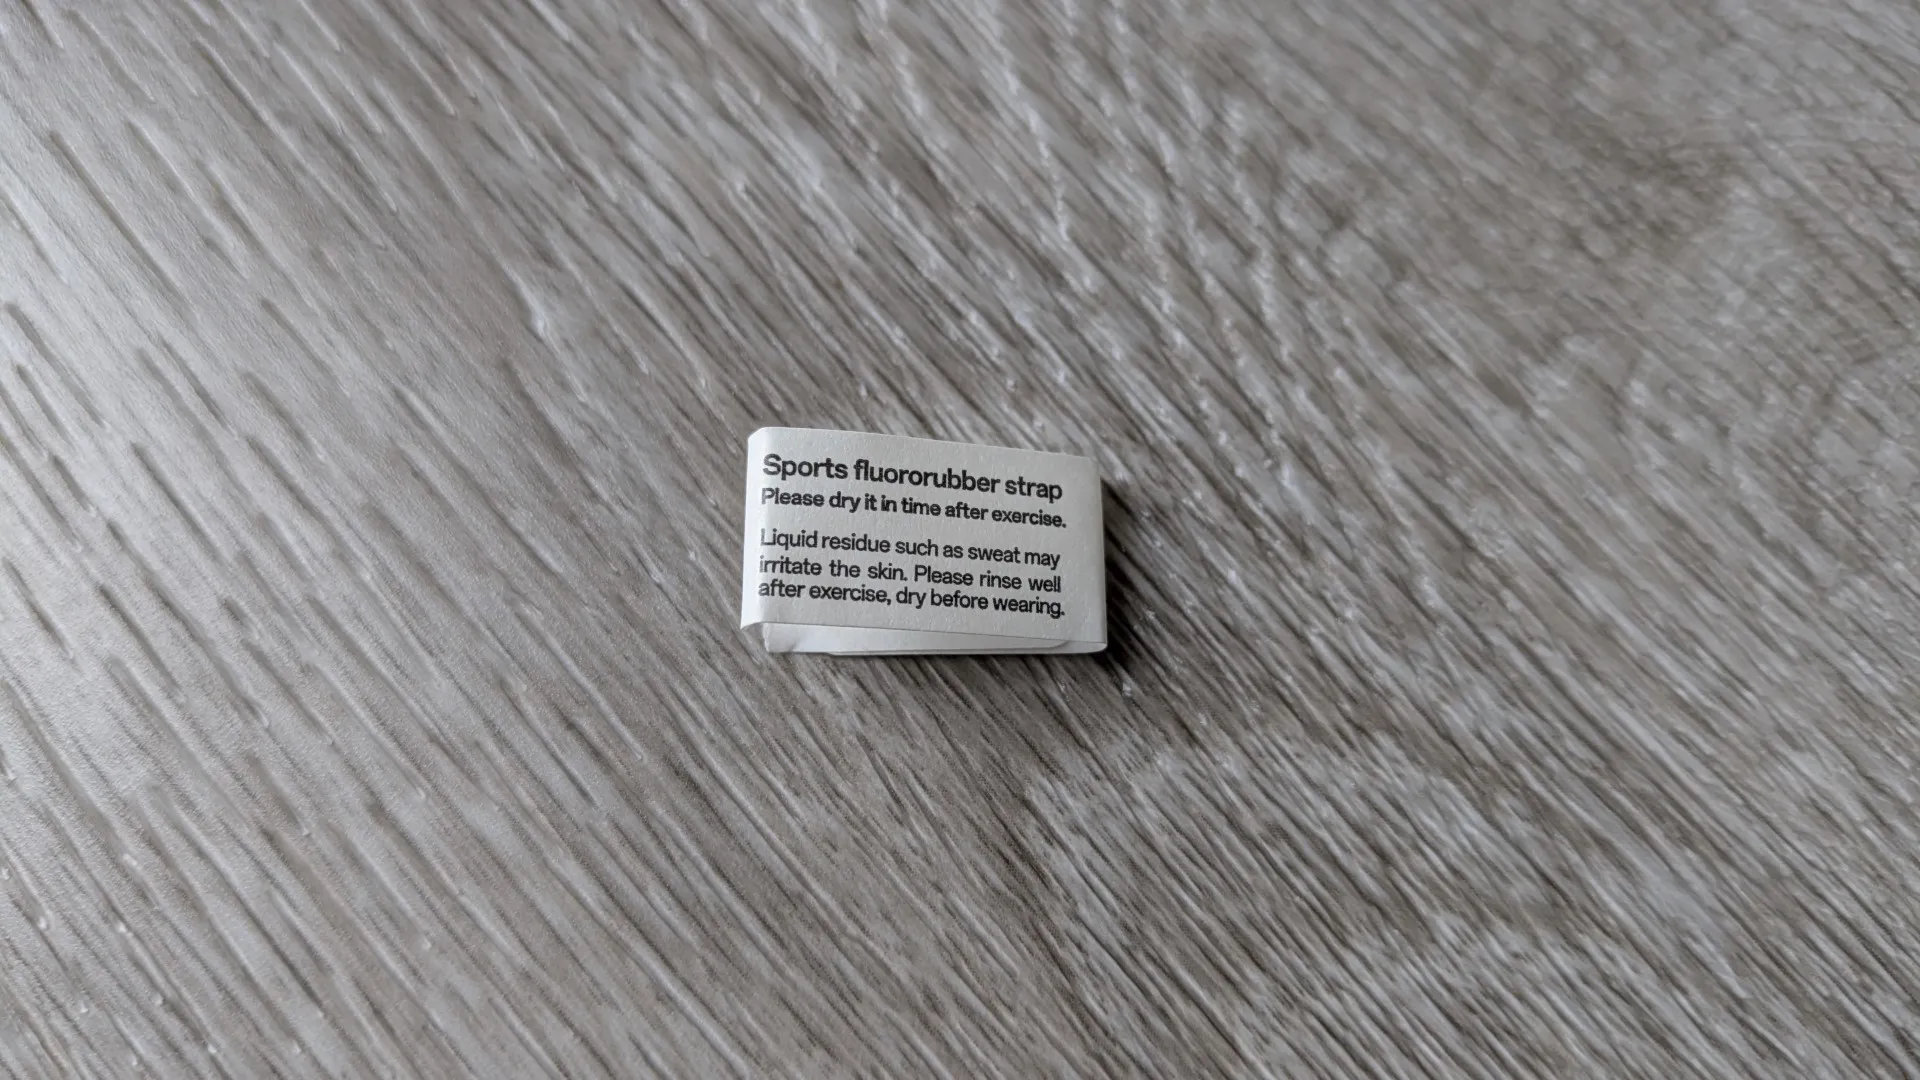 Sports fluororubber strap
Please dry it in time after exercise.
Liquid residue such as sweat may
irritate the skin. Please rinse well
after exercise, dry before wearing.